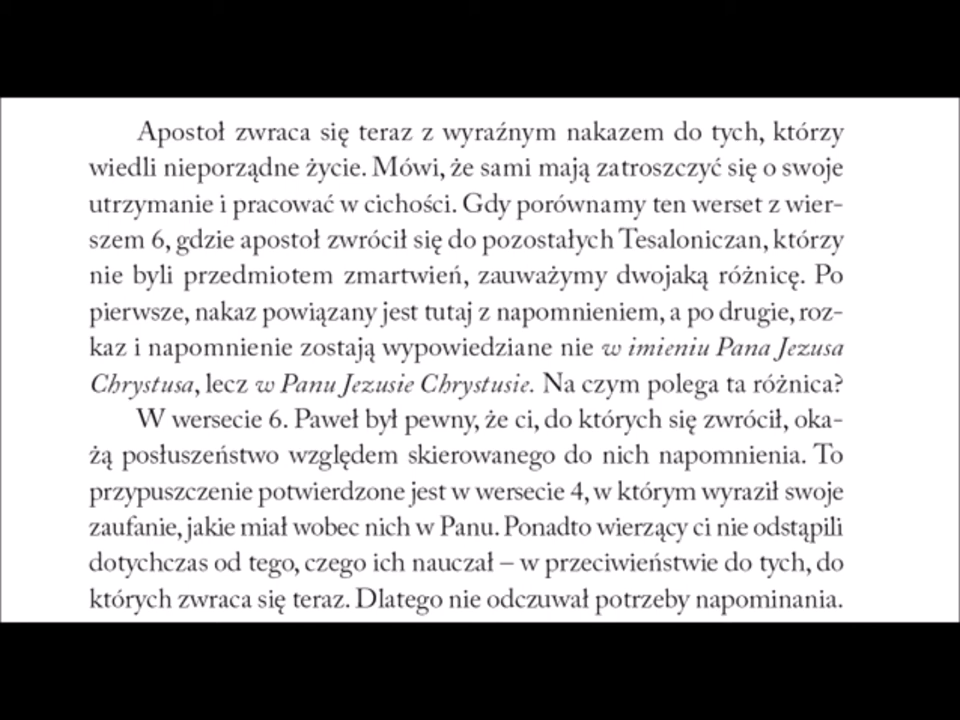 Apostoł zwraca się teraz z wyraźnym nakazem do tych, którzy
wiedli nieporządne życie. Mówi, że sami mają zatroszczyć się o swoje
utrzymanie i pracować w cichości. Gdy porównamy ten werset z wier-
szem 6, gdzie apostoł zwrócił się do pozostałych Tesaloniczan, którzy
nie byli przedmiotem zmartwień, zauważymy dwojaką różnicę. Po
pierwsze, nakaz powiązany jest tutaj z napomnieniem, a po drugie, roz-
kaz i napomnienie zostają wypowiedziane nie w imieniu Pana Jezusa
Chrystusa, lecz w Panu Jezusie Chrystusie. Na czym polega ta różnica?
W wersecie 6. Paweł był pewny, że ci, do których się zwrócił, oka-
żą posłuszeństwo względem skierowanego do nich napomnienia. To
przypuszczenie potwierdzone jest w wersecie 4, w którym wyraził swoje
zaufanie, jakie miał wobec nich w Panu. Ponadto wierzący ci nie odstąpili
dotychczas od tego, czego ich nauczał – w przeciwieństwie do tych, do
których zwraca się teraz. Dlatego nie odczuwał potrzeby napominania.